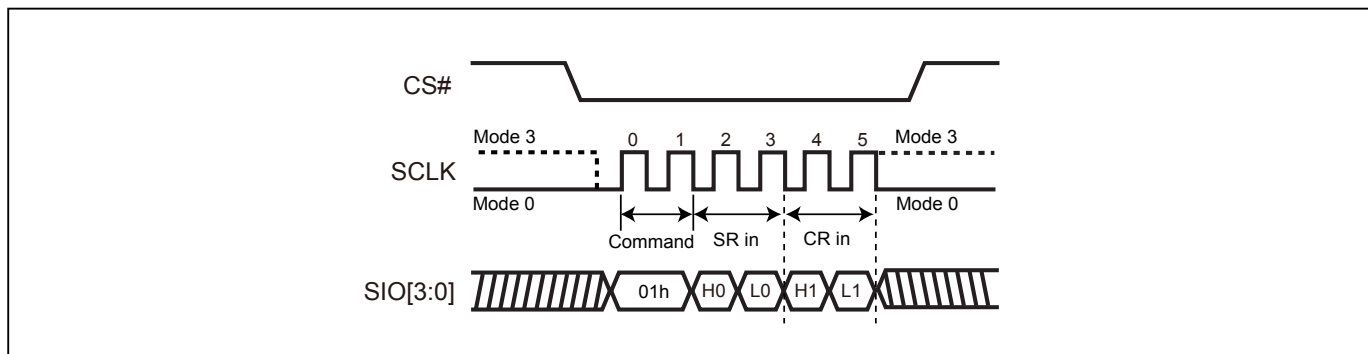 CS#
Mode 3
0 1 2 3 4 5
Mode 3
SCLK
Mode 0
Mode 0
Command
SR in
CR in
SIO[3:0]
01h
H0
L0
H1
L1